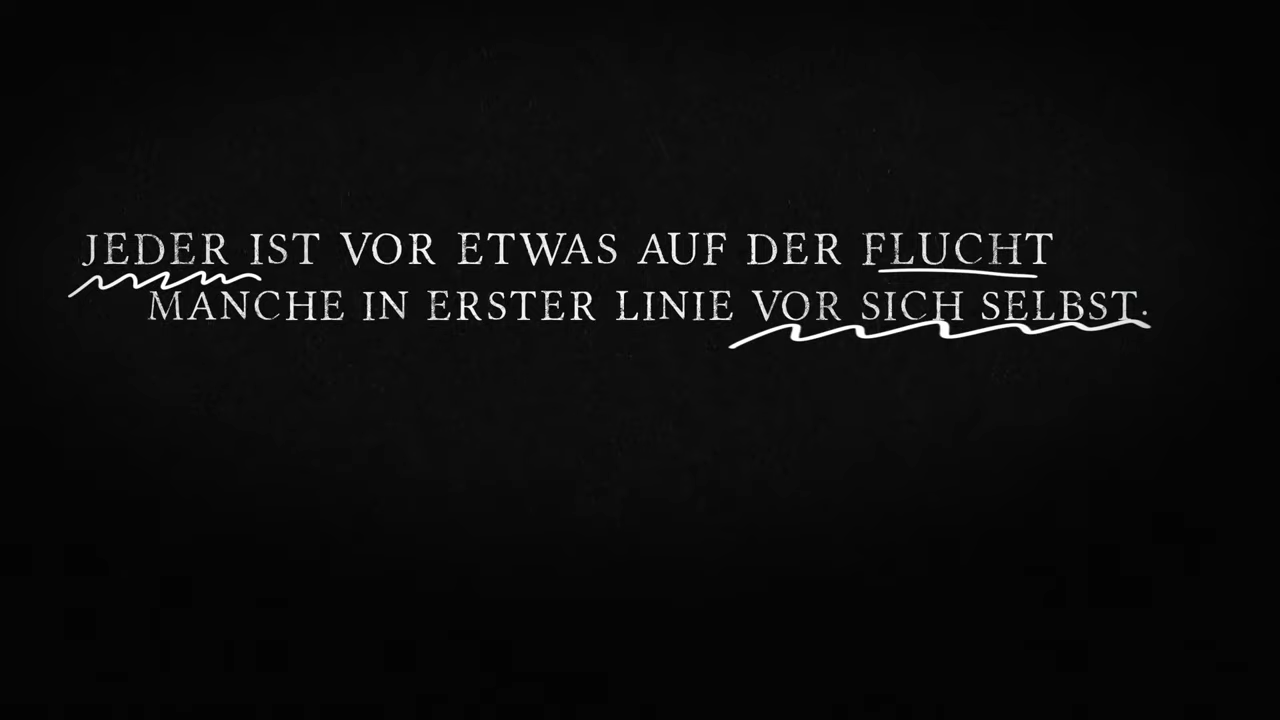 JEDER IST VOR ETWAS AUF DER FLUCHT
MANCHE IN ERSTER LINIE VOR SICH SELBST.